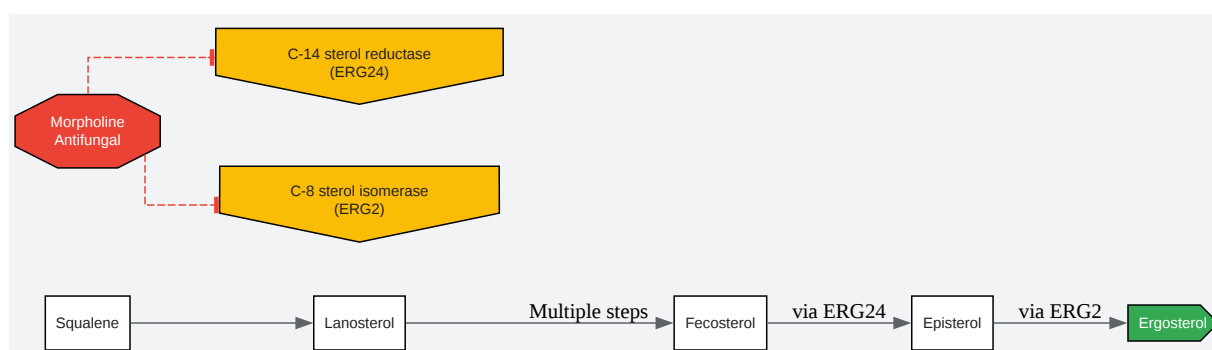 C-14 sterol reductase
(ERG24)
Morpholine
Antifungal
C-8 sterol isomerase
(ERG2)
Squalene
Lanosterol
Multiple steps
Fecosterol
via ERG24
Episterol
via ERG2
Ergosterol